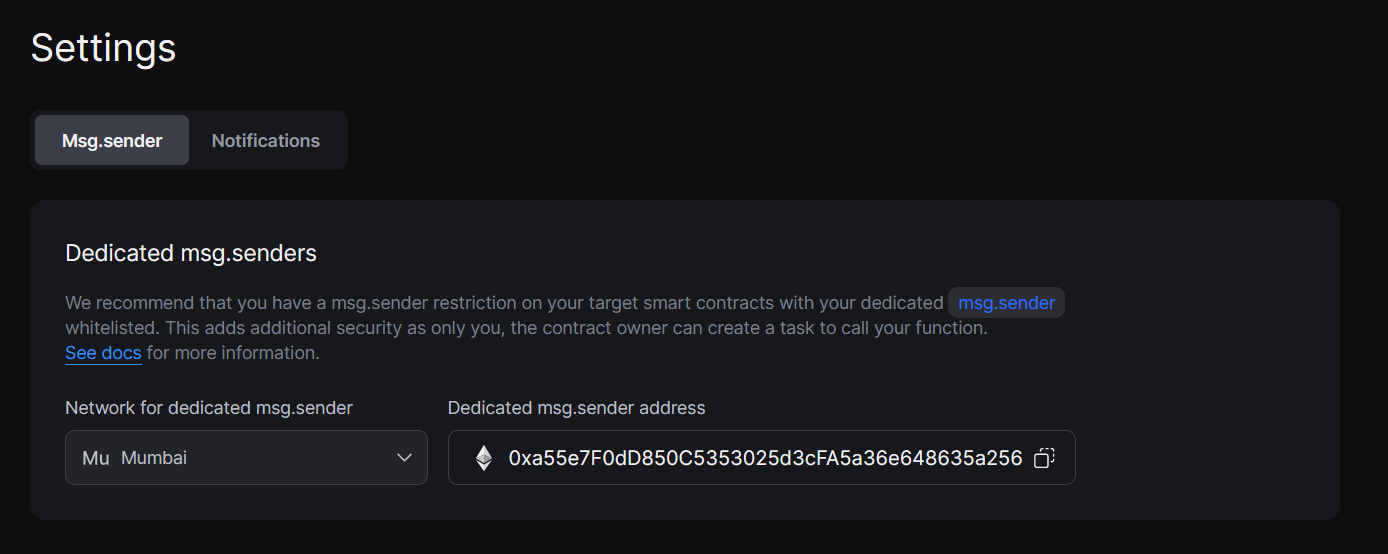 Settings
Msg.sender Notifications
Dedicated msg.senders
We recommend that you have a msg.sender restriction on your target smart contracts with your dedicated msg.sender
whitelisted. This adds additional security as only you, the contract owner can create a task to call your function.
See docs for more information.
Network for dedicated msg.sender Dedicated msg.sender address
Mu Mumbai 0xa55e7F0dD850C5353025d3cFA5a36e648635a256